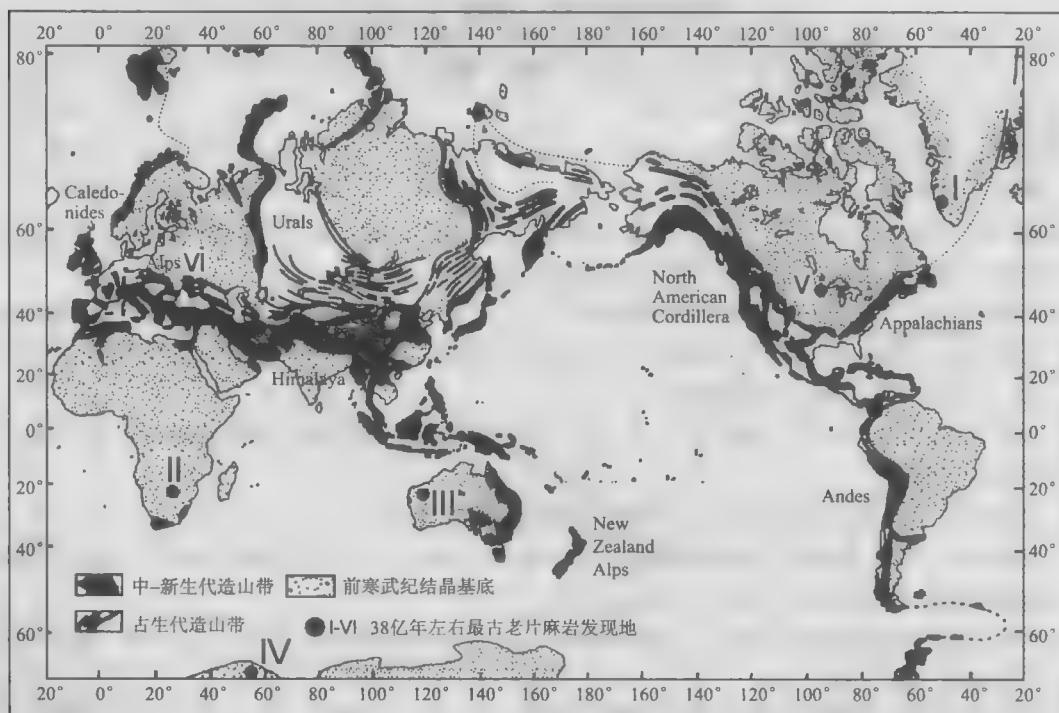 20° 0° 20° 40° 60° 80° 100° 120° 140° 160° 180° 160° 140° 120° 100° 80° 60° 40° 20°
80° 80°
I
Caledo-
nides
Urals
60° 60°
Alps VI
North
American
Cordillera
V
40° 40°
Appalachians
Himalaya
20° 20°
0° 0°
II
20° 20°
III
Andes
New
Zealand
Alps
40° 40°
中-新生代造山带
前寒武纪结晶基底
占生代造山带
I-VI 38亿年左右最古老片麻岩发现地
60° 60°
IV
20° 0° 20° 40° 60° 80° 100° 120° 140° 160° 180° 160° 140° 120° 100° 80° 60° 40° 20°